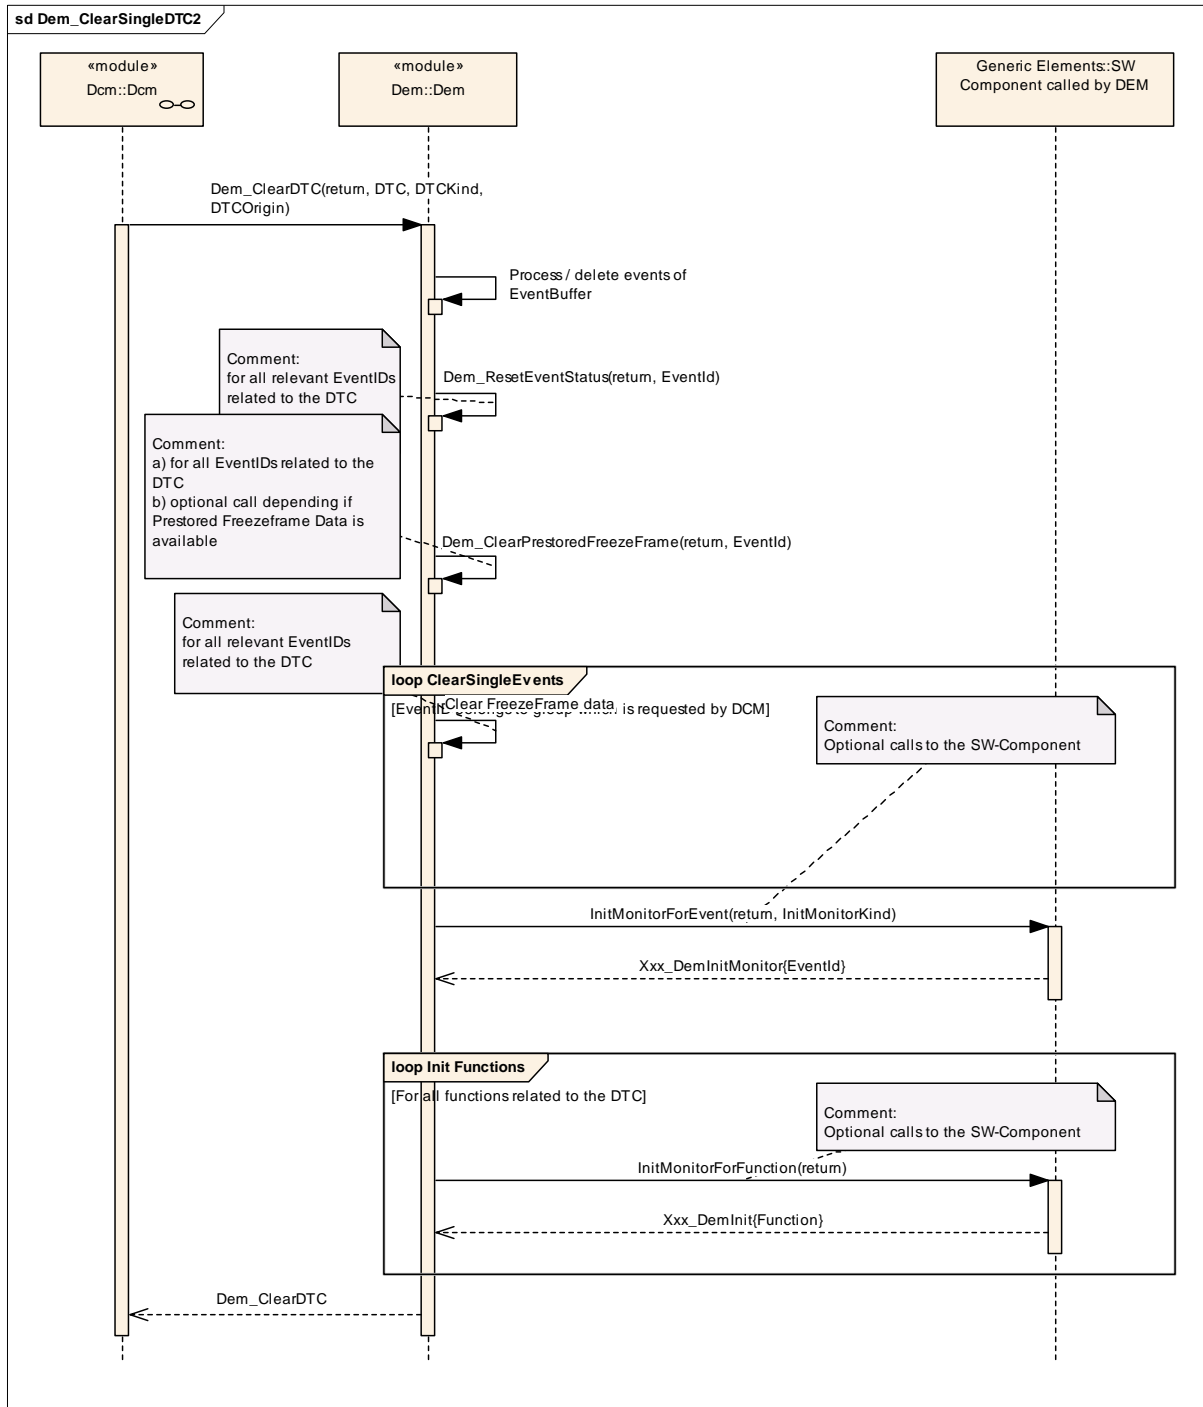 sd Dem_ClearSingleDTC2
«module»
Dcm::Dcm
«module»
Dem::Dem
Generic Elements::SW
Component called by DEM
Dem_ClearDTC(return, DTC, DTCKind,
DTCOrigin)
Process / delete events of
EventBuffer
Comment:
for all relevant EventIDs
related to the DTC
Dem_ResetEventStatus(return, EventId)
Comment:
a) for all EventIDs related to the
DTC
b) optional call depending if
Prestored Freezeframe Data is
available
Dem_ClearPrestoredFreezeFrame(return, EventId)
Comment:
for all relevant EventIDs
related to the DTC
loop ClearSingleEvents
Clear FreezeFrame data
is requested by DCM]
Comment:
Optional calls to the SW-Component
InitMonitorForEvent(return, InitMonitorKind)
Xxx_DemInitMonitor{EventId}
loop Init Functions
[For all functions related to the DTC]
Comment:
Optional calls to the SW-Component
InitMonitorForFunction(return)
Xxx_DemInit{Function}
Dem_ClearDTC